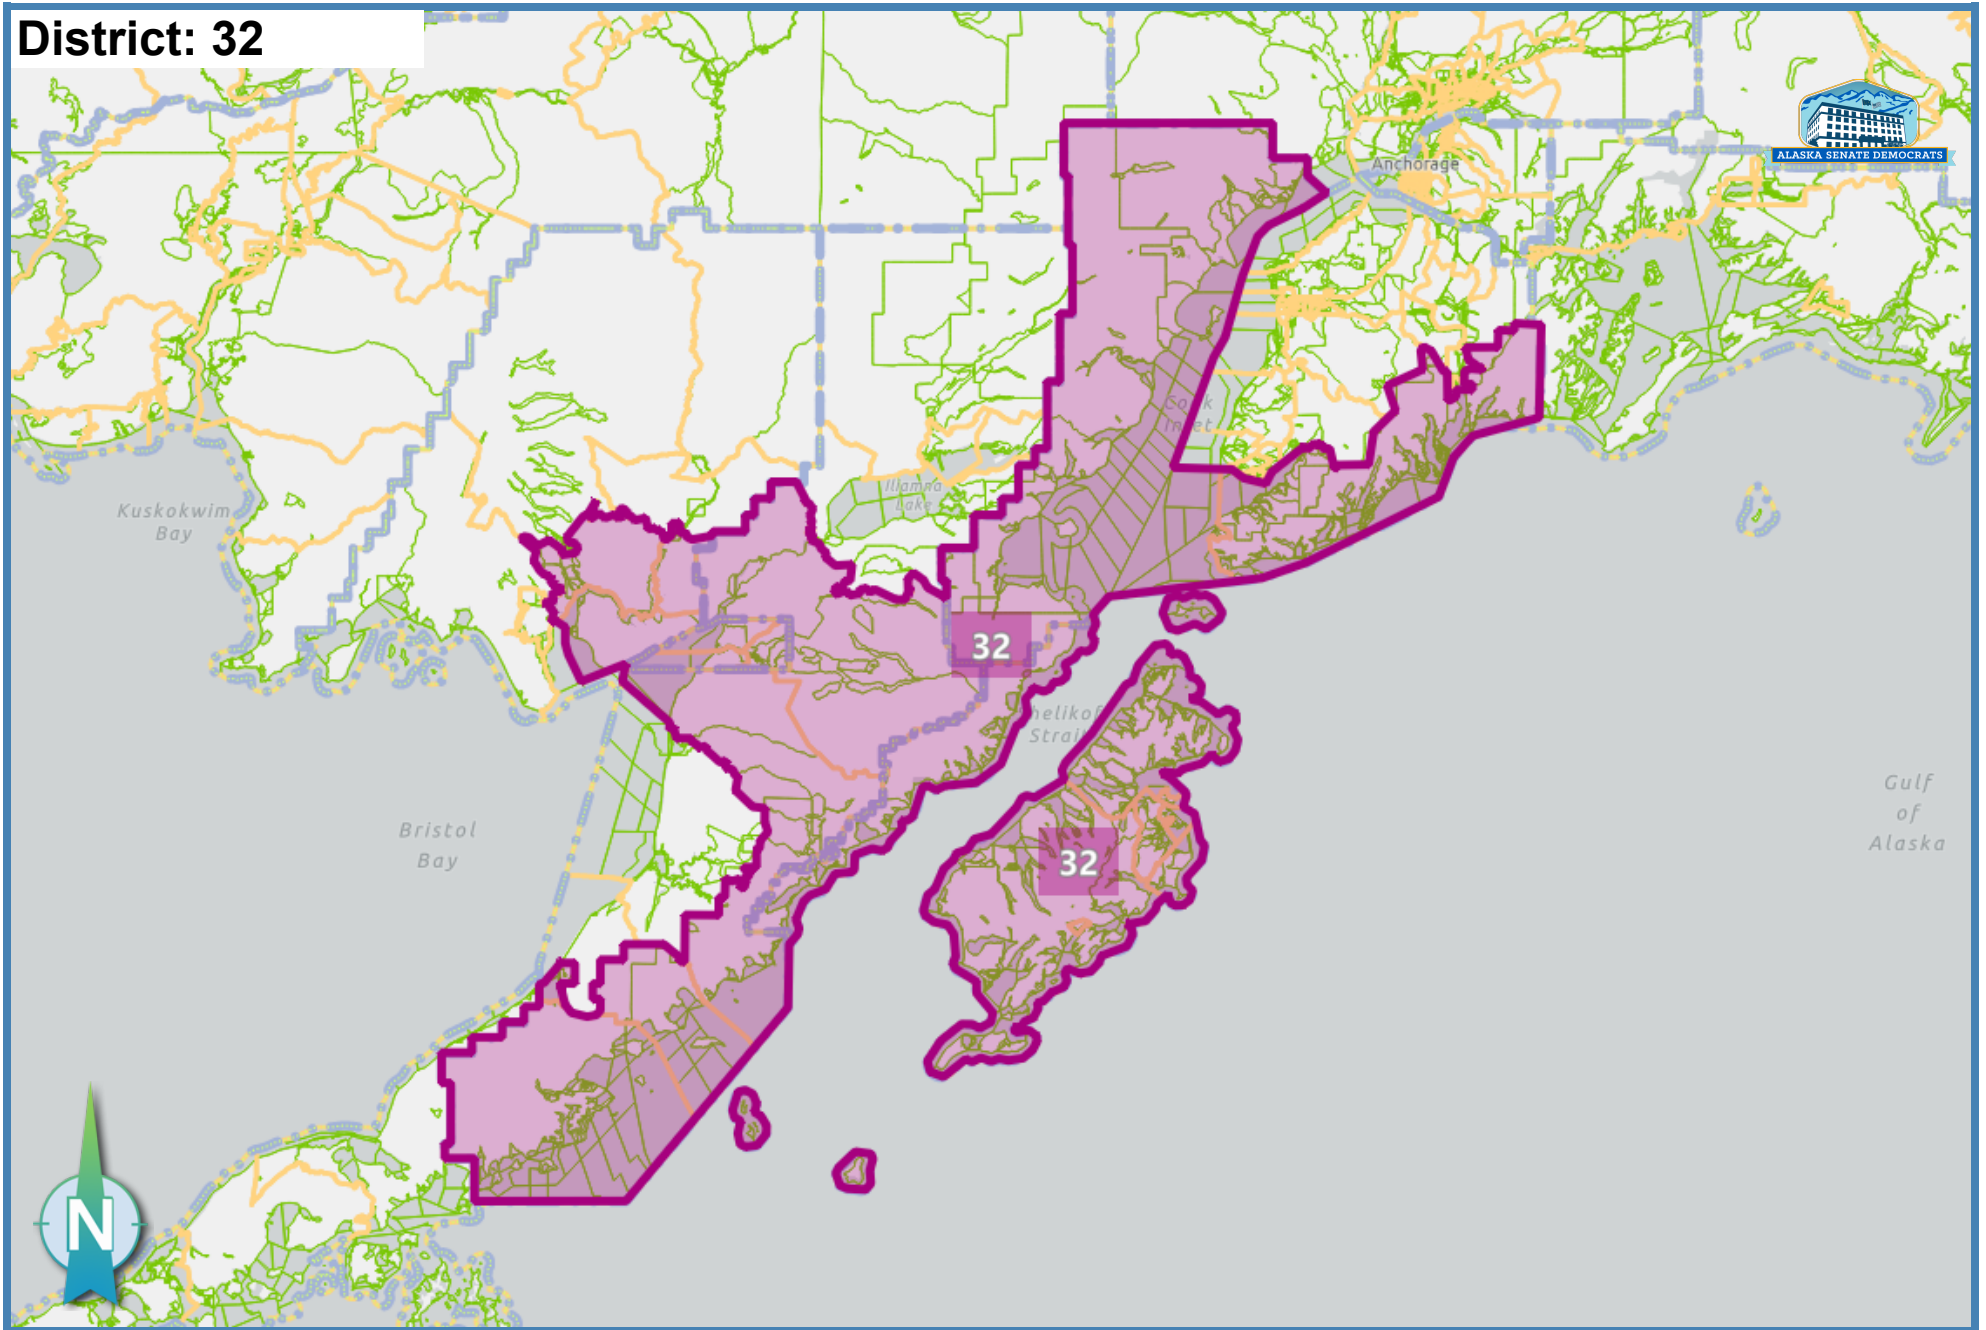 District: 32
ALASKA SENATE DEMOCRATS
Anchorage
Cook
Inlet
Iliamna
Lake
Kuskokwim
Bay
32
helikof
Strait
Gulf
of
Alaska
Bristol
Bay
32
N